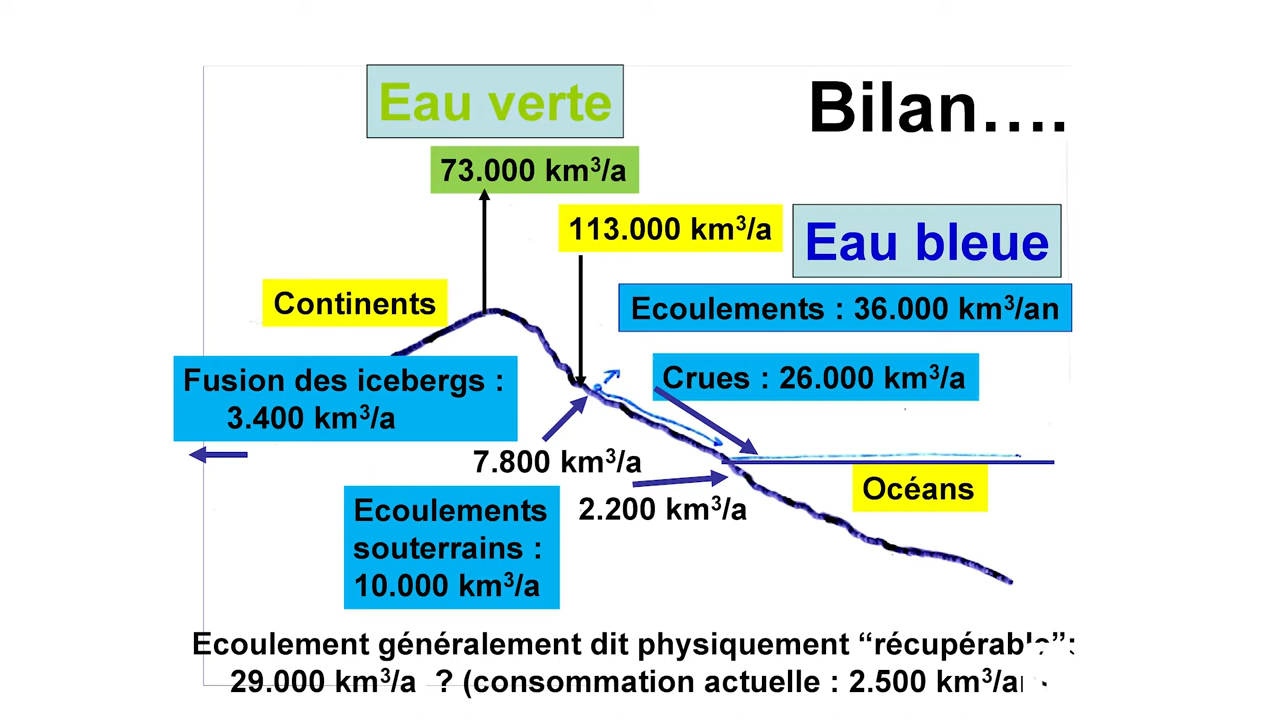 Eau verte
Bilan….
73.000 km³/a
113.000 km³/a
Eau bleue
Continents
Ecoulements : 36.000 km³/an
Fusion des icebergs :
3.400 km³/a
Crues : 26.000 km³/a
7.800 km³/a
Océans
Ecoulements
souterrains :
10.000 km³/a
2.200 km³/a
Ecoulement généralement dit physiquement “récupérable”:
29.000 km³/a ? (consommation actuelle : 2.500 km³/an